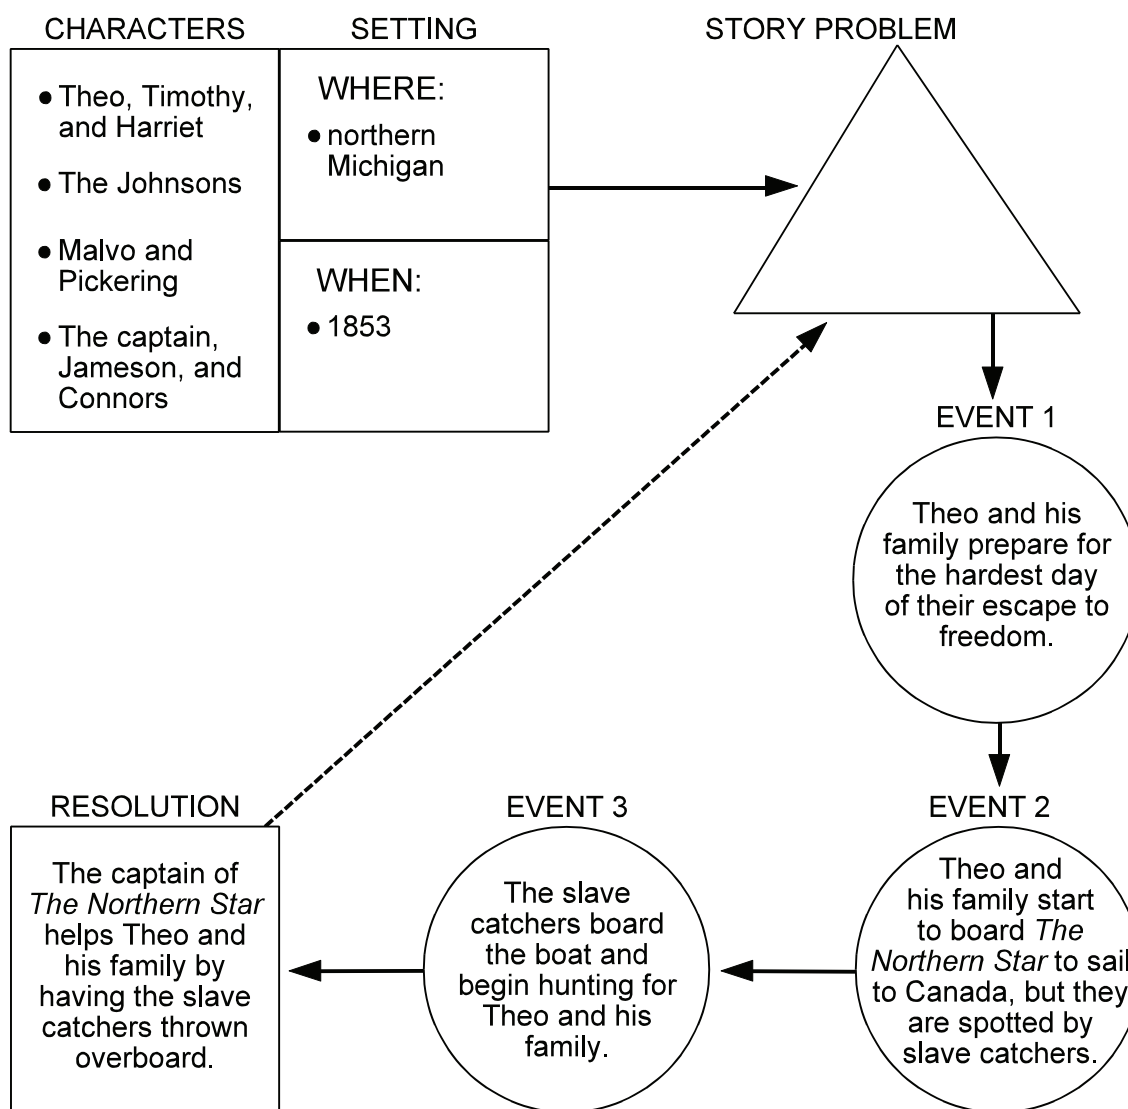 CHARACTERS
● Theo, Timothy,
and Harriet
● The Johnsons
● Malvo and
Pickering
● The captain,
Jameson, and
Connors
SETTING
WHERE:
● northern
Michigan
WHEN:
● 1853
STORY PROBLEM
EVENT 1
Theo and his
family prepare for
the hardest day
of their escape to
freedom.
EVENT 2
Theo and
his family start
to board The
Northern Star to sail
to Canada, but they
are spotted by
slave catchers.
EVENT 3
The slave
catchers board
the boat and
begin hunting for
Theo and his
family.
RESOLUTION
The captain of
The Northern Star
helps Theo and
his family by
having the slave
catchers thrown
overboard.